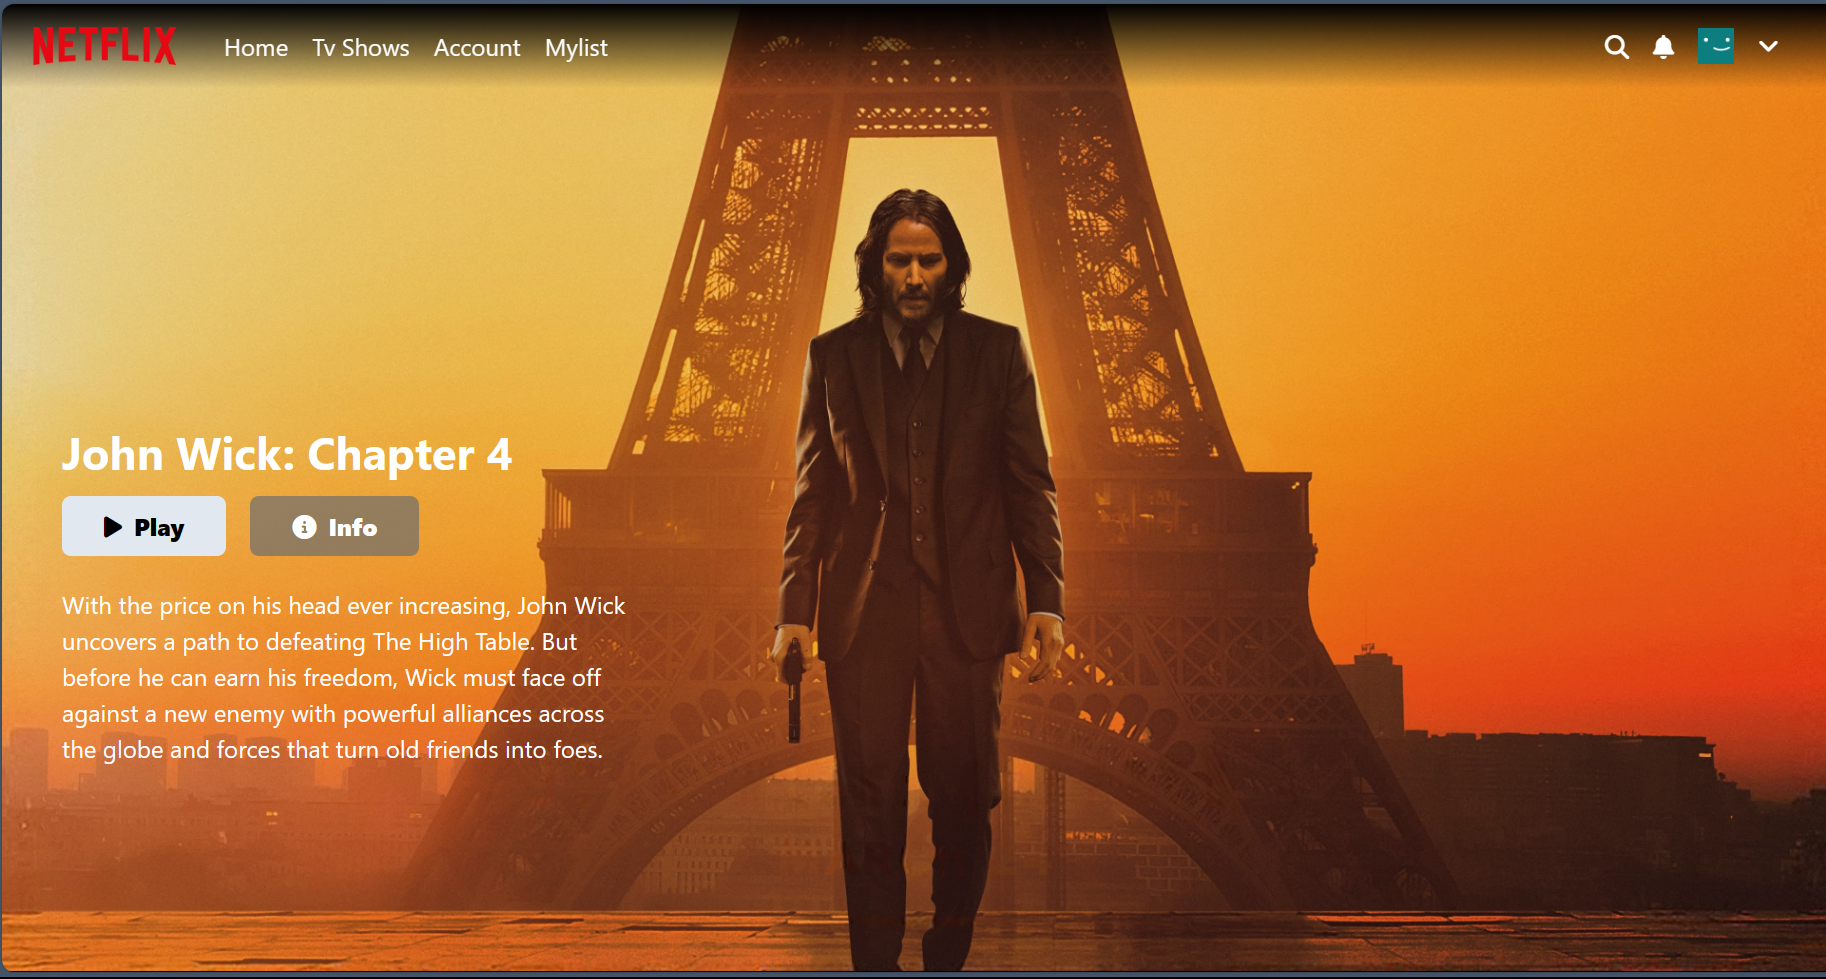 NETFLIX
Home
Tv Shows
Account
Mylist
John Wick: Chapter 4
Play
Info
With the price on his head ever increasing, John Wick
uncovers a path to defeating The High Table. But
before he can earn his freedom, Wick must face off
against a new enemy with powerful alliances across
the globe and forces that turn old friends into foes.